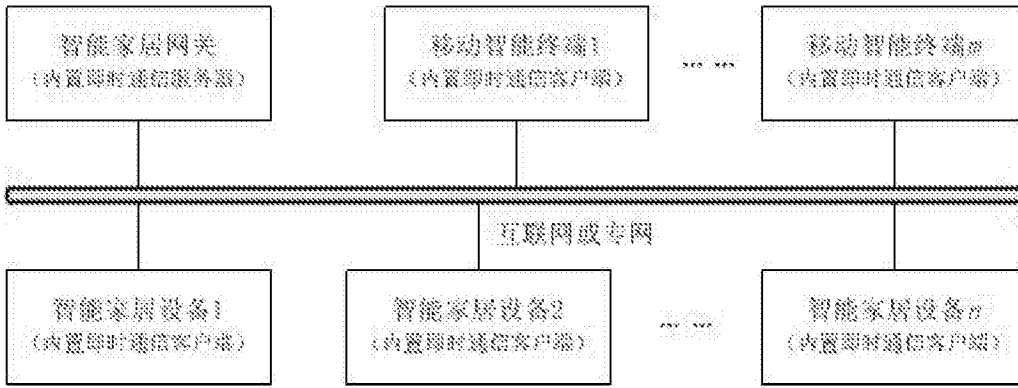 智能家居网关
（内置即时通信服务器）
移动智能终端1
（内置即时通信客户端）
... ...
移动智能终端m
（内置即时通信客户端）
互联网或专网
智能家居设备1
（内置即时通信客户端）
智能家居设备2
（内置即时通信客户端）
... ...
智能家居设备n
（内置即时通信客户端）